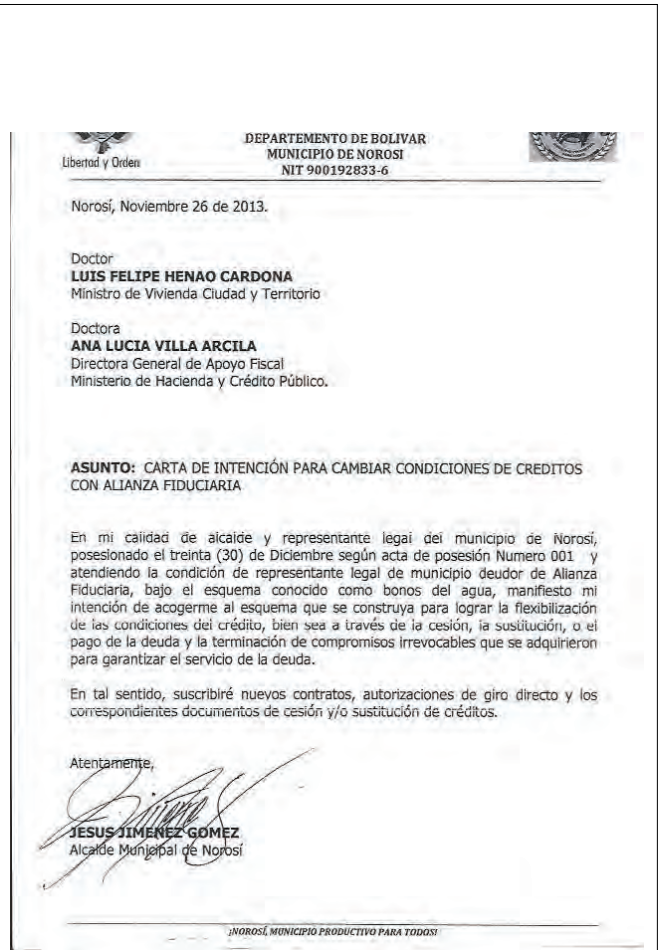 Libertad y Orden
DEPARTEMENTO DE BOLIVAR
MUNICIPIO DE NOROSI
NIT 900192833-6
Norosí, Noviembre 26 de 2013.
Doctor
LUIS FELIPE HENAO CARDONA
Ministro de Vivienda Ciudad y Territorio
Doctora
ANA LUCIA VILLA ARCILA
Directora General de Apoyo Fiscal
Ministerio de Hacienda y Crédito Público.
ASUNTO: CARTA DE INTENCIÓN PARA CAMBIAR CONDICIONES DE CREDITOS
CON ALIANZA FIDUCIARIA
En mi calidad de alcalde y representante legal del municipio de Norosí,
posesionado el treinta (30) de Diciembre según acta de posesión Numero 001 y
atendiendo la condición de representante legal de municipio deudor de Alianza
Fiduciaria, bajo el esquema conocido como bonos del agua, manifiesto mi
intención de acogerme al esquema que se construya para lograr la flexibilización
de las condiciones del crédito, bien sea a través de la cesión, la sustitución, o el
pago de la deuda y la terminación de compromisos irrevocables que se adquirieron
para garantizar el servicio de la deuda.
En tal sentido, suscribiré nuevos contratos, autorizaciones de giro directo y los
correspondientes documentos de cesión y/o sustitución de créditos.
Atentamente,
JESUS JIMENEZ GOMEZ
Alcalde Municipal de Norosí
¡NOROSÍ, MUNICIPIO PRODUCTIVO PARA TODOS!